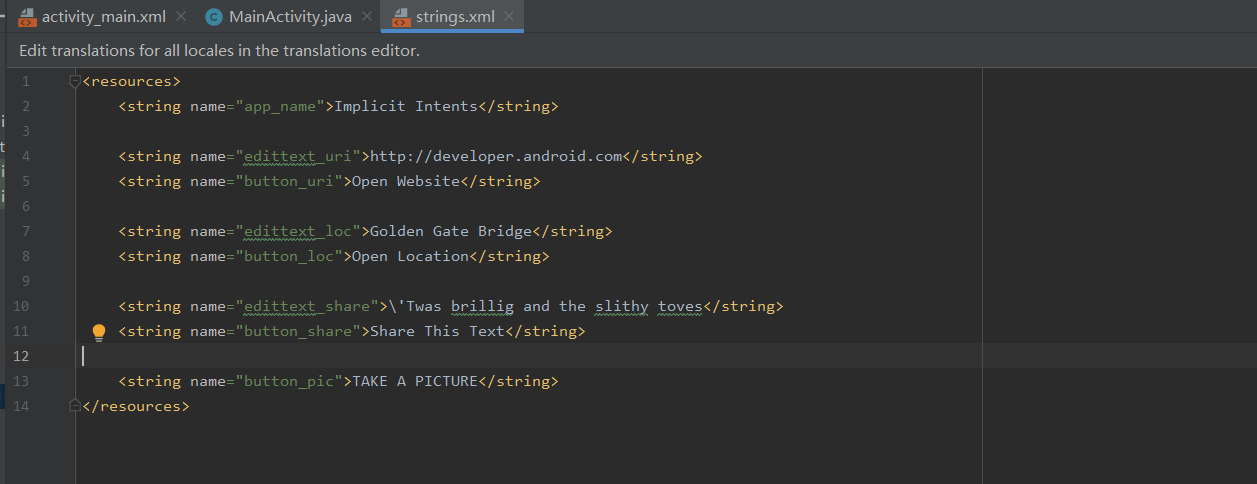 activity_main.xml MainActivity.java strings.xml
Edit translations for all locales in the translations editor.
1 <resources>
2 <string name="app_name">Implicit Intents</string>
3
4 <string name="edittext_uri">http://developer.android.com</string>
5 <string name="button_uri">Open Website</string>
6
7 <string name="edittext_loc">Golden Gate Bridge</string>
8 <string name="button_loc">Open Location</string>
9
10 <string name="edittext_share">\'Twas brillig and the slithy toves</string>
11 <string name="button_share">Share This Text</string>
12
13 <string name="button_pic">TAKE A PICTURE</string>
14 </resources>